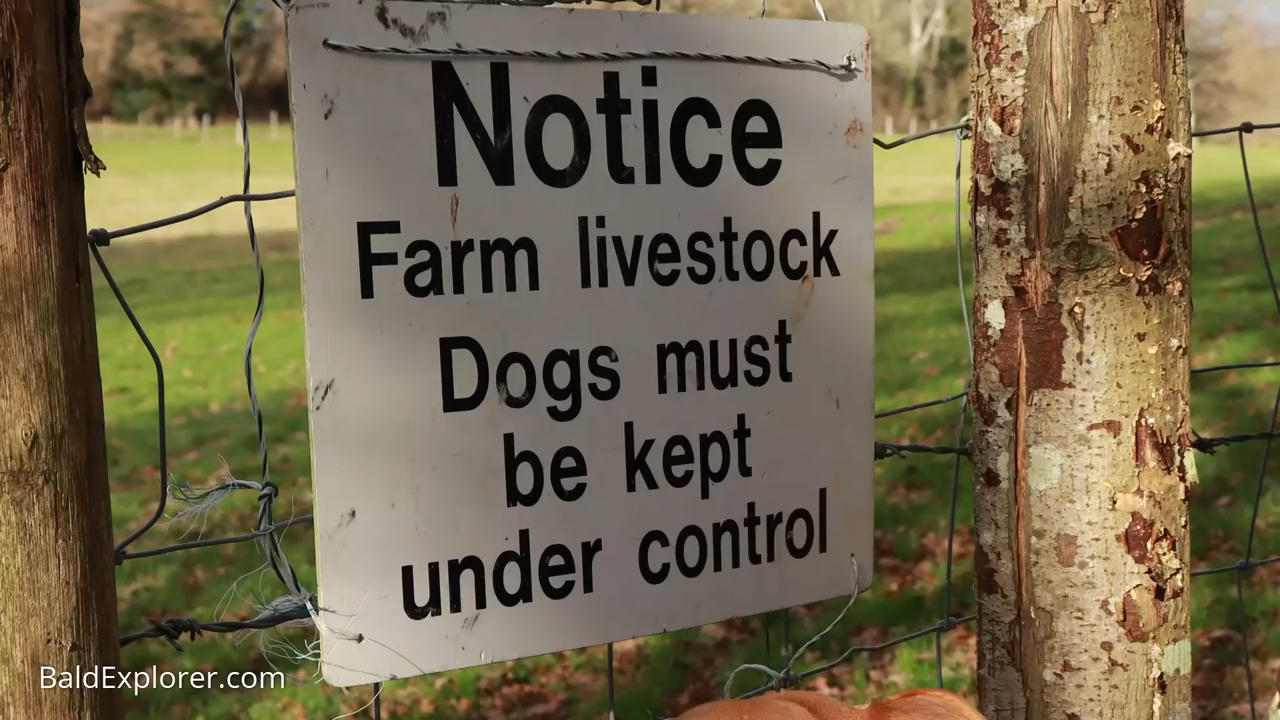 Notice
Farm livestock
Dogs must
be kept
under control
BaldExplorer.com